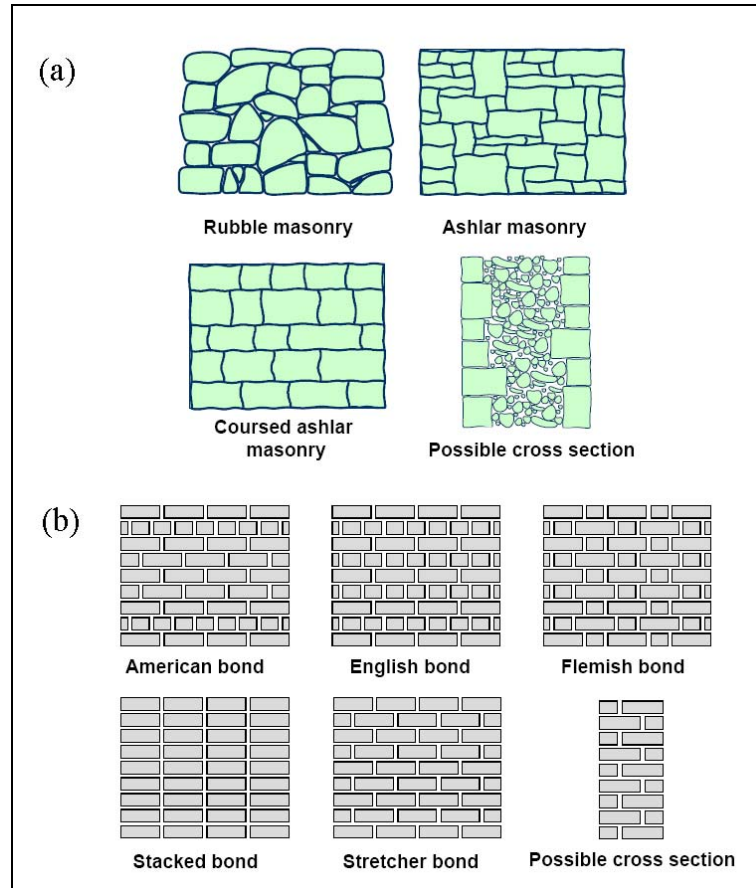 (a)
Rubble masonry
Ashlar masonry
Coursed ashlar
masonry
Possible cross section
(b)
American bond
English bond
Flemish bond
Stacked bond
Stretcher bond
Possible cross section